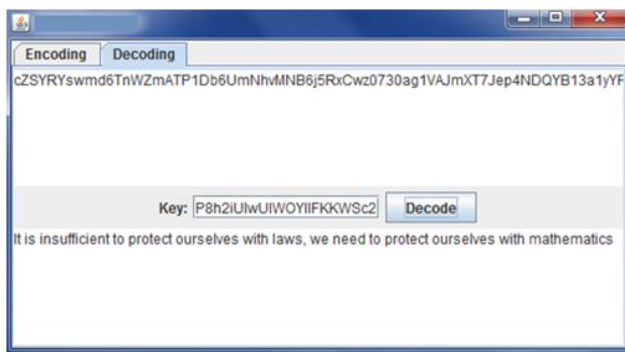 Encoding Decoding
cZSYRYswmd6TnWZmATP1Db6UmNhvMNB6j5RxCwz0730ag1VAJmXT7Jep4NDQYB13a1yYF
Key: P8h2iUIwUIWOYIIFKKWSc2 Decode
It is insufficient to protect ourselves with laws, we need to protect ourselves with mathematics